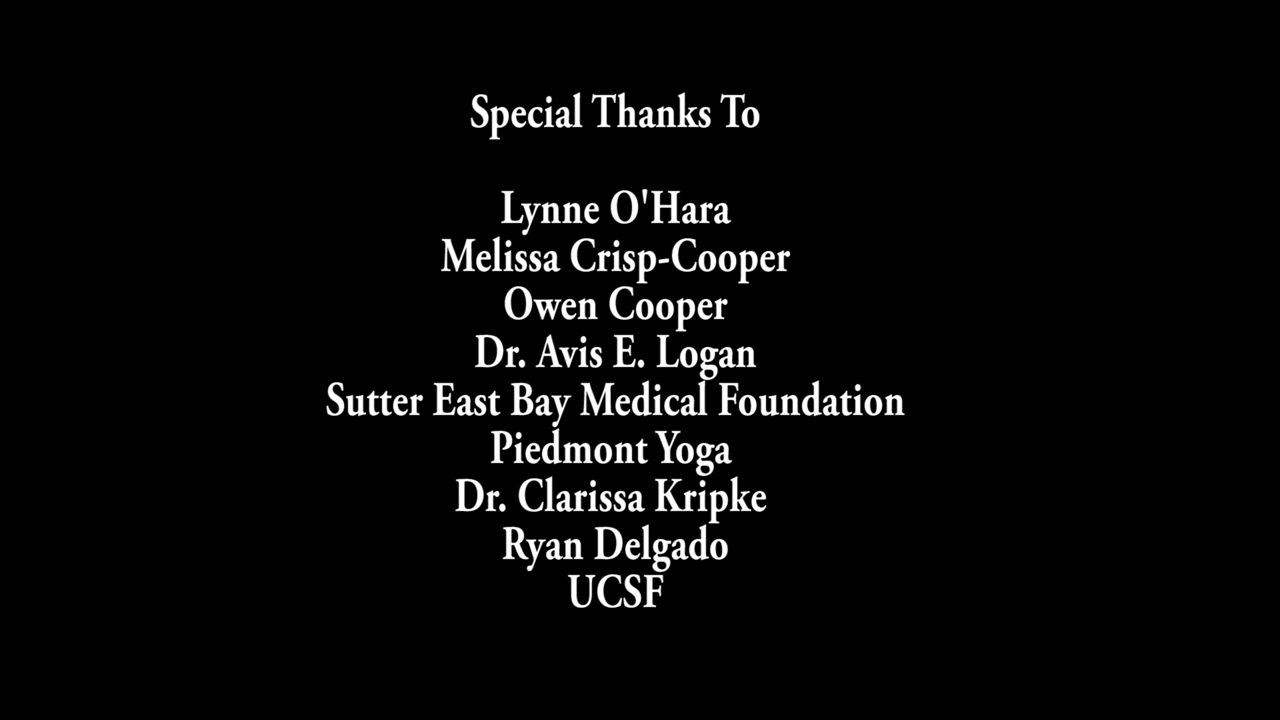 Special Thanks To
Lynne O'Hara
Melissa Crisp-Cooper
Owen Cooper
Dr. Avis E. Logan
Sutter East Bay Medical Foundation
Piedmont Yoga
Dr. Clarissa Kripke
Ryan Delgado
UCSF